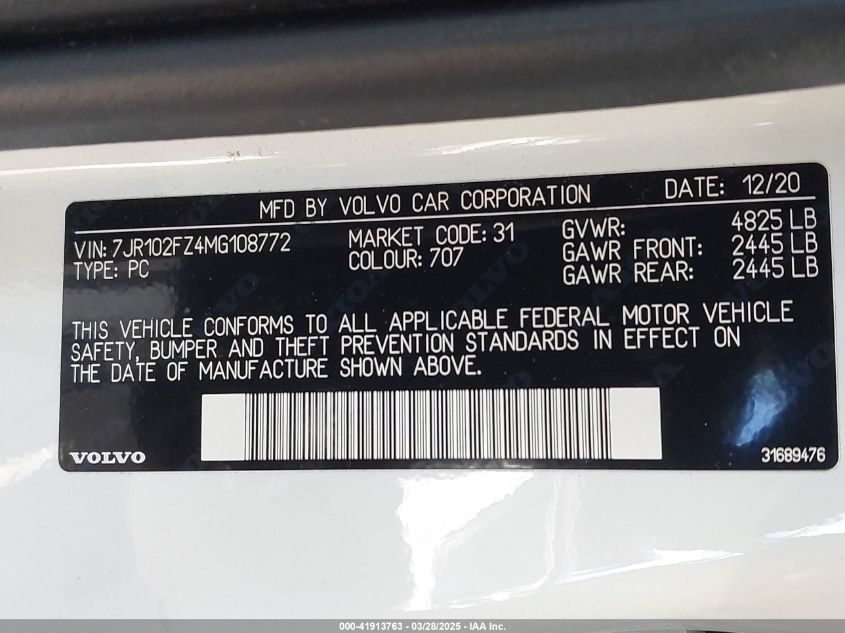 MFD BY VOLVO CAR CORPORATION DATE: 12/20
VIN: 7JR102FZ4MG108772 MARKET CODE: 31 GVWR: 4825 LB
TYPE: PC COLOUR: 707 GAWR FRONT: 2445 LB
GAWR REAR: 2445 LB
THIS VEHICLE CONFORMS TO ALL APPLICABLE FEDERAL MOTOR VEHICLE
SAFETY, BUMPER AND THEFT PREVENTION STANDARDS IN EFFECT ON
THE DATE OF MANUFACTURE SHOWN ABOVE.
VOLVO 31689476
000-41913763 - 03/28/2025 - IAA Inc.